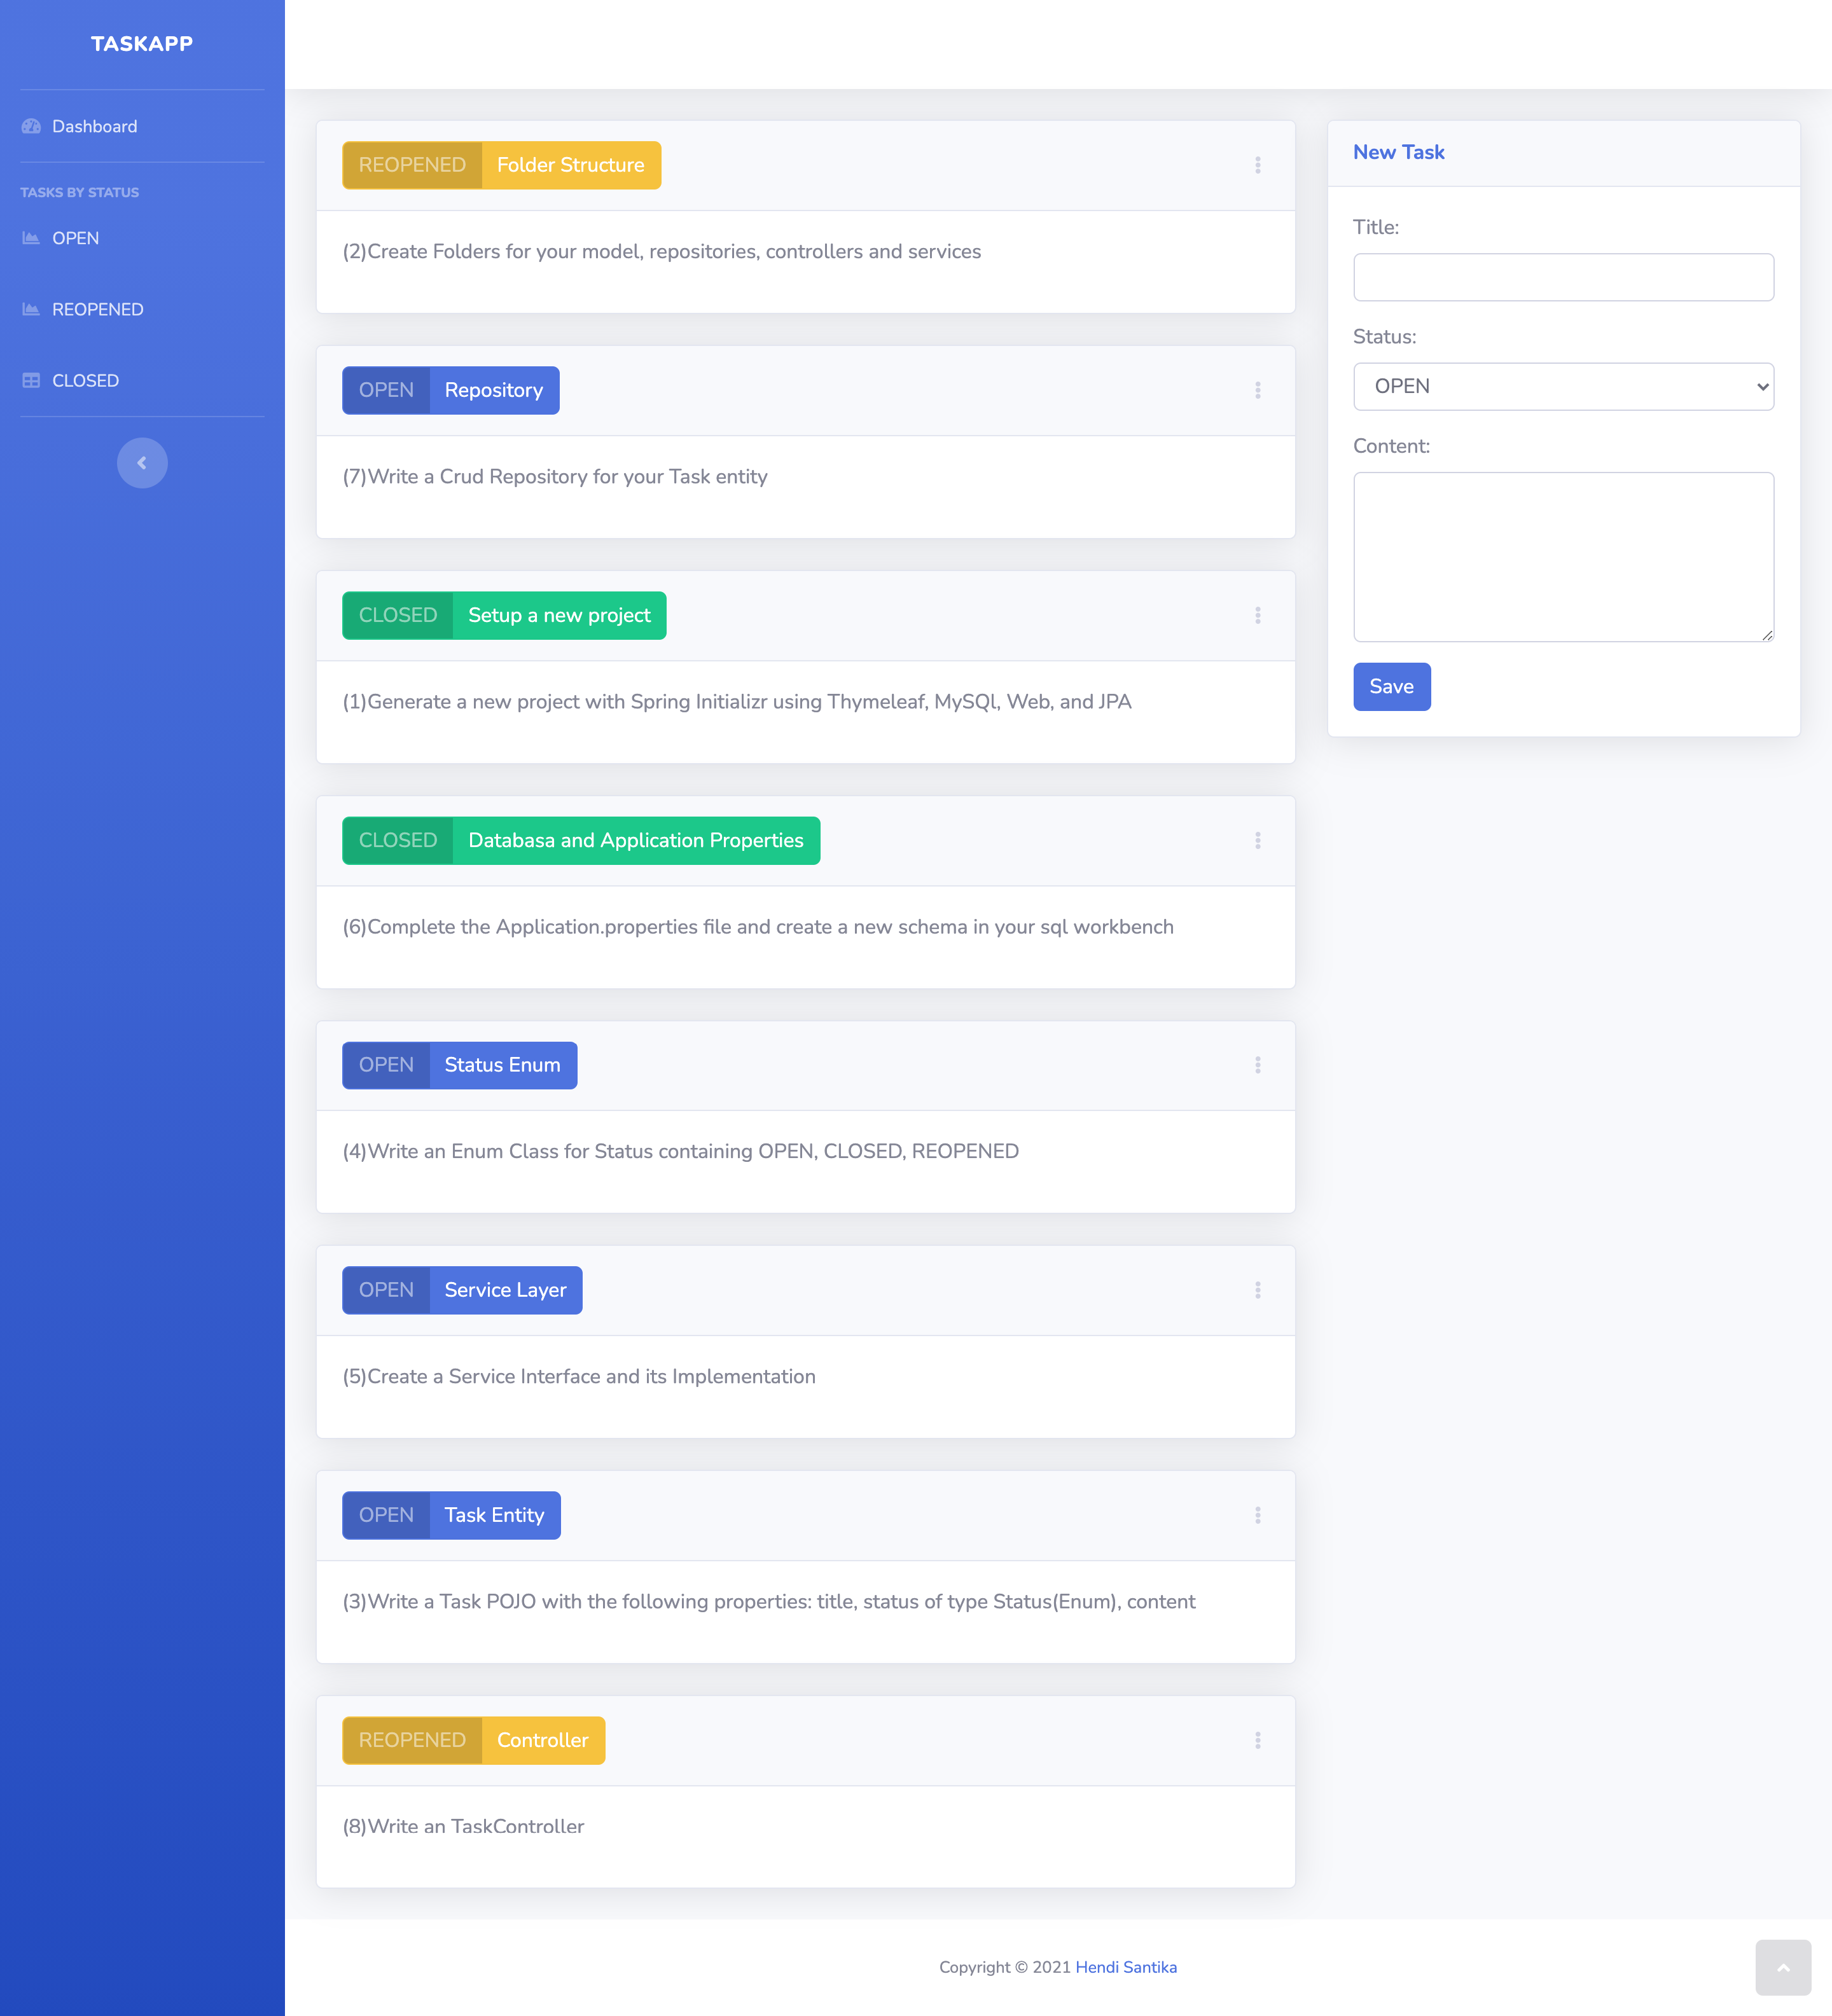 TASKAPP
Dashboard
TASKS BY STATUS
OPEN
REOPENED
CLOSED
REOPENED Folder Structure
(2)Create Folders for your model, repositories, controllers and services
OPEN Repository
(7)Write a Crud Repository for your Task entity
CLOSED Setup a new project
(1)Generate a new project with Spring Initializr using Thymeleaf, MySQl, Web, and JPA
CLOSED Databasa and Application Properties
(6)Complete the Application.properties file and create a new schema in your sql workbench
OPEN Status Enum
(4)Write an Enum Class for Status containing OPEN, CLOSED, REOPENED
OPEN Service Layer
(5)Create a Service Interface and its Implementation
OPEN Task Entity
(3)Write a Task POJO with the following properties: title, status of type Status(Enum), content
REOPENED Controller
(8)Write an TaskController
New Task
Title:
Status:
OPEN
Content:
Save
Copyright © 2021 Hendi Santika